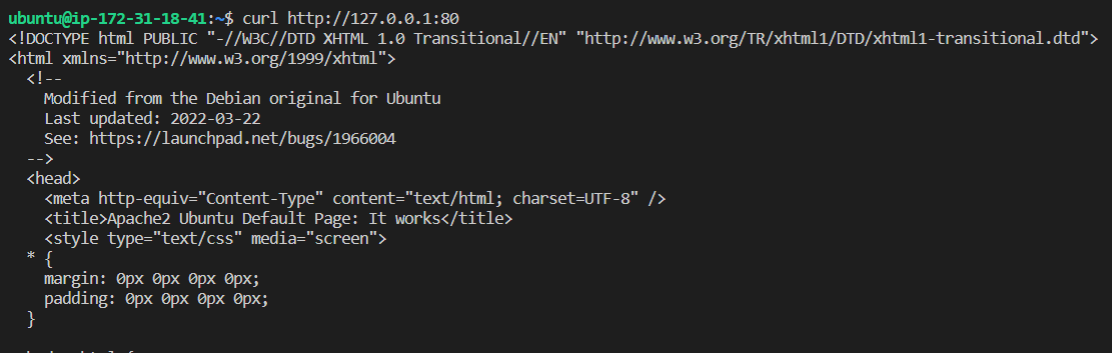 ubuntu@ip-172-31-18-41:~$ curl http://127.0.0.1:80
<!DOCTYPE html PUBLIC "-//W3C//DTD XHTML 1.0 Transitional//EN" "http://www.w3.org/TR/xhtml1/DTD/xhtml1-transitional.dtd">
<html xmlns="http://www.w3.org/1999/xhtml">
  <!--
    Modified from the Debian original for Ubuntu
    Last updated: 2022-03-22
    See: https://launchpad.net/bugs/1966004
  -->
  <head>
    <meta http-equiv="Content-Type" content="text/html; charset=UTF-8" />
    <title>Apache2 Ubuntu Default Page: It works</title>
    <style type="text/css" media="screen">
  * {
    margin: 0px 0px 0px 0px;
    padding: 0px 0px 0px 0px;
  }